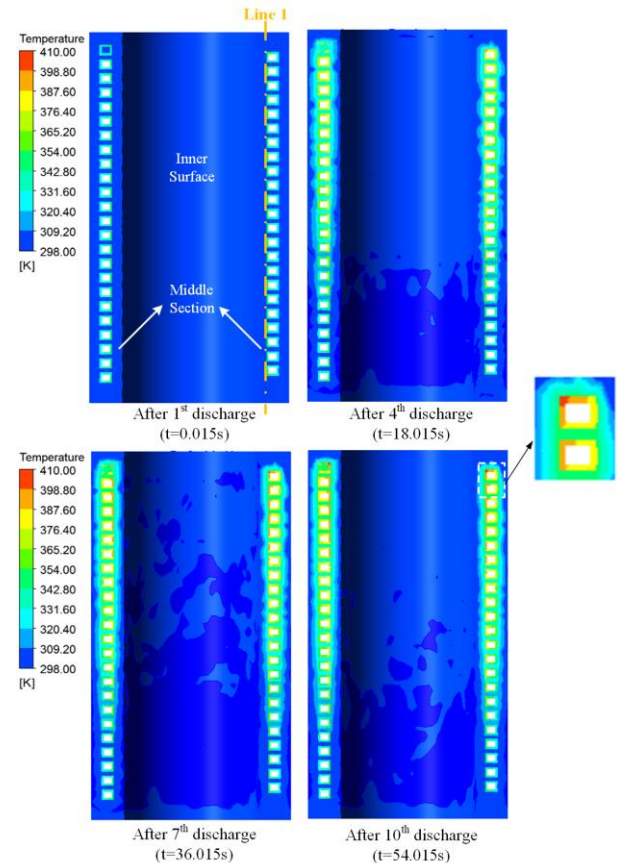 Line 1
Temperature
410.00
398.80
387.60
376.40
365.20
354.00
342.80
331.60
320.40
309.20
298.00
[K]
Inner
Surface
Middle
Section
After 1st discharge
(t=0.015s)
After 4th discharge
(t=18.015s)
Temperature
410.00
398.80
387.60
376.40
365.20
354.00
342.80
331.60
320.40
309.20
298.00
[K]
After 7th discharge
(t=36.015s)
After 10th discharge
(t=54.015s)